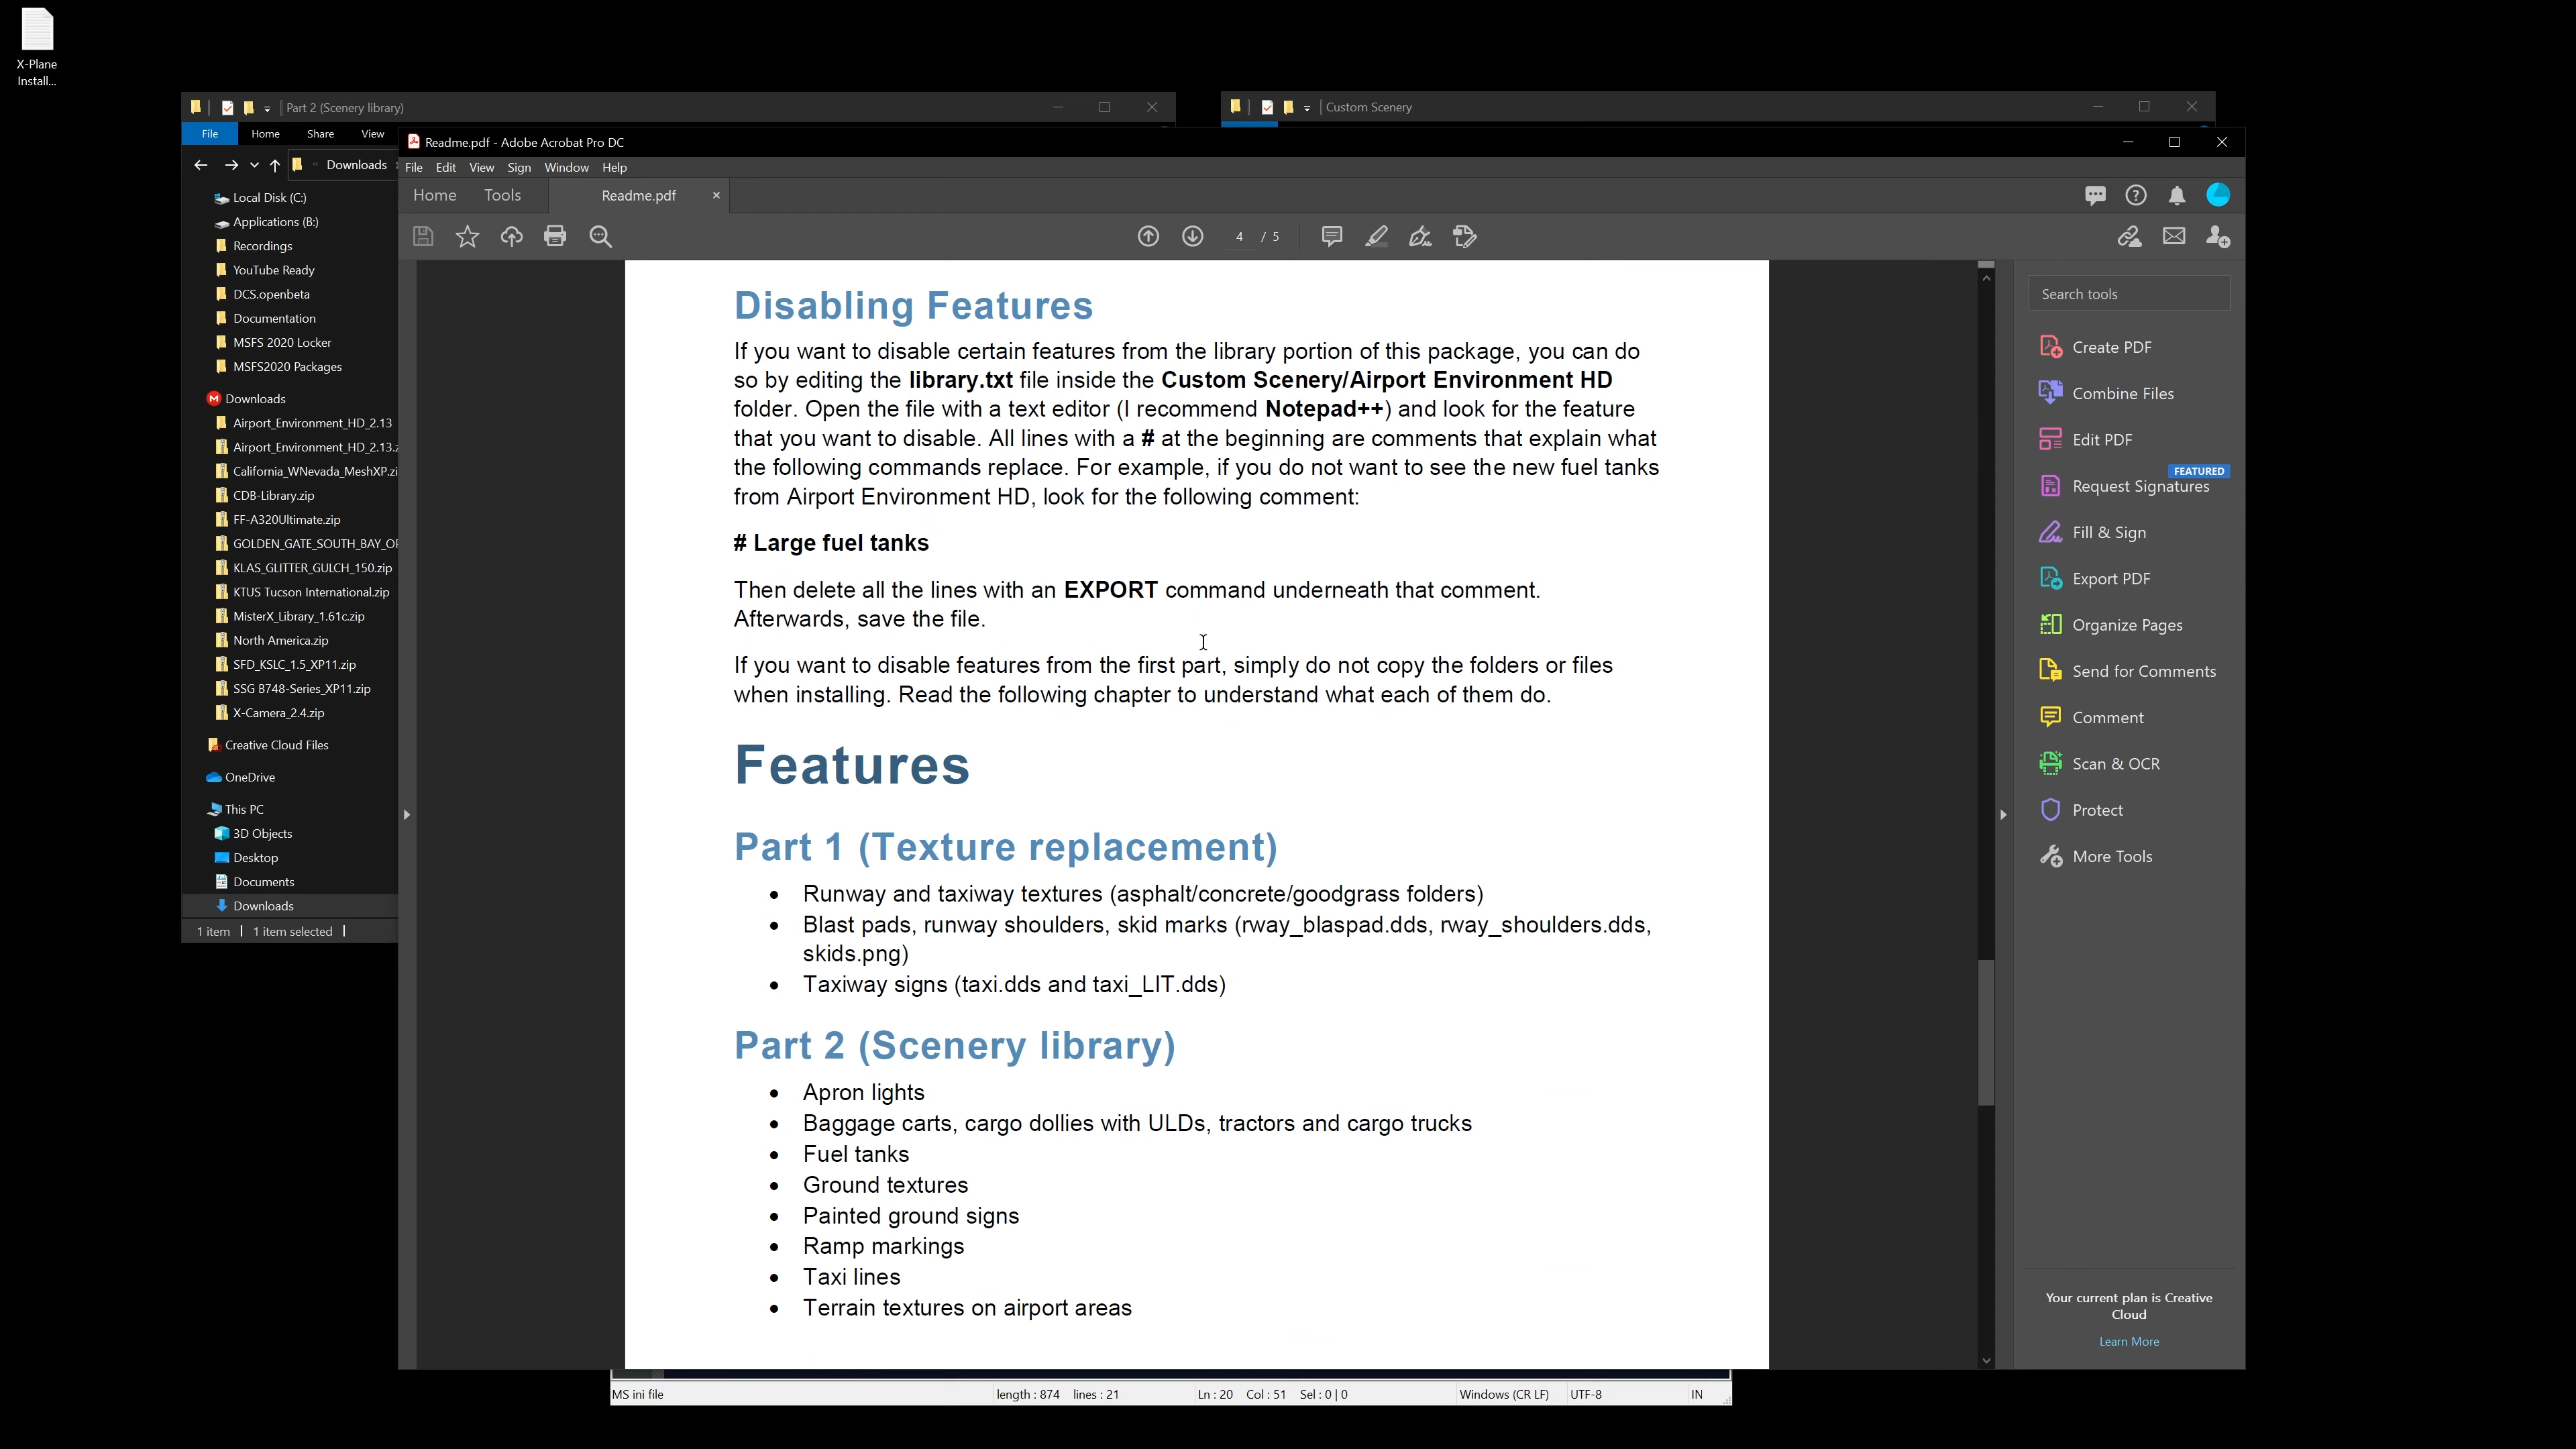 X-Plane
Install...
Part 2 (Scenery library)
File Home Share View
Downloads
Local Disk (C:)
Applications (B:)
Recordings
YouTube Ready
DCS.openbeta
Documentation
MSFS 2020 Locker
MSFS2020 Packages
Downloads
Airport_Environment_HD_2.13
Airport_Environment_HD_2.13.z
California_WNevada_MeshXP.zi
CDB-Library.zip
FF-A320Ultimate.zip
GOLDEN_GATE_SOUTH_BAY_OF
KLAS_GLITTER_GULCH_150.zip
KTUS Tucson International.zip
MisterX_Library_1.61c.zip
North America.zip
SFD_KSLC_1.5_XP11.zip
SSG B748-Series_XP11.zip
X-Camera_2.4.zip
Creative Cloud Files
OneDrive
This PC
3D Objects
Desktop
Documents
Downloads
1 item 1 item selected
Custom Scenery
Readme.pdf - Adobe Acrobat Pro DC
File Edit View Sign Window Help
Home Tools Readme.pdf
4 / 5
Disabling Features
If you want to disable certain features from the library portion of this package, you can do
so by editing the library.txt file inside the Custom Scenery/Airport Environment HD
folder. Open the file with a text editor (I recommend Notepad++) and look for the feature
that you want to disable. All lines with a # at the beginning are comments that explain what
the following commands replace. For example, if you do not want to see the new fuel tanks
from Airport Environment HD, look for the following comment:
# Large fuel tanks
Then delete all the lines with an EXPORT command underneath that comment.
Afterwards, save the file.
If you want to disable features from the first part, simply do not copy the folders or files
when installing. Read the following chapter to understand what each of them do.
Features
Part 1 (Texture replacement)
• Runway and taxiway textures (asphalt/concrete/goodgrass folders)
• Blast pads, runway shoulders, skid marks (rway_blaspad.dds, rway_shoulders.dds,
skids.png)
• Taxiway signs (taxi.dds and taxi_LIT.dds)
Part 2 (Scenery library)
• Apron lights
• Baggage carts, cargo dollies with ULDs, tractors and cargo trucks
• Fuel tanks
• Ground textures
• Painted ground signs
• Ramp markings
• Taxi lines
• Terrain textures on airport areas
Search tools
Create PDF
Combine Files
Edit PDF
FEATURED
Request Signatures
Fill & Sign
Export PDF
Organize Pages
Send for Comments
Comment
Scan & OCR
Protect
More Tools
Your current plan is Creative
Cloud
Learn More
MS ini file length : 874 lines : 21 Ln : 20 Col : 51 Sel : 0 | 0 Windows (CR LF) UTF-8 IN